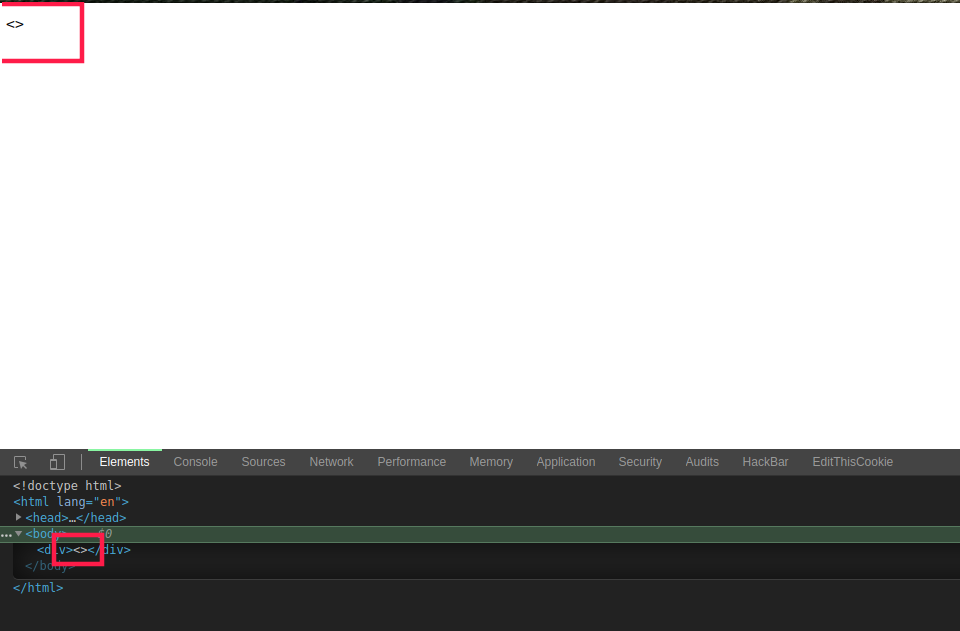 <>
Elements Console Sources Network Performance Memory Application Security Audits HackBar EditThisCookie
<!doctype html>
<html lang="en">
<head>…</head>
<body> $0
<div><></div>
</body>
</html>